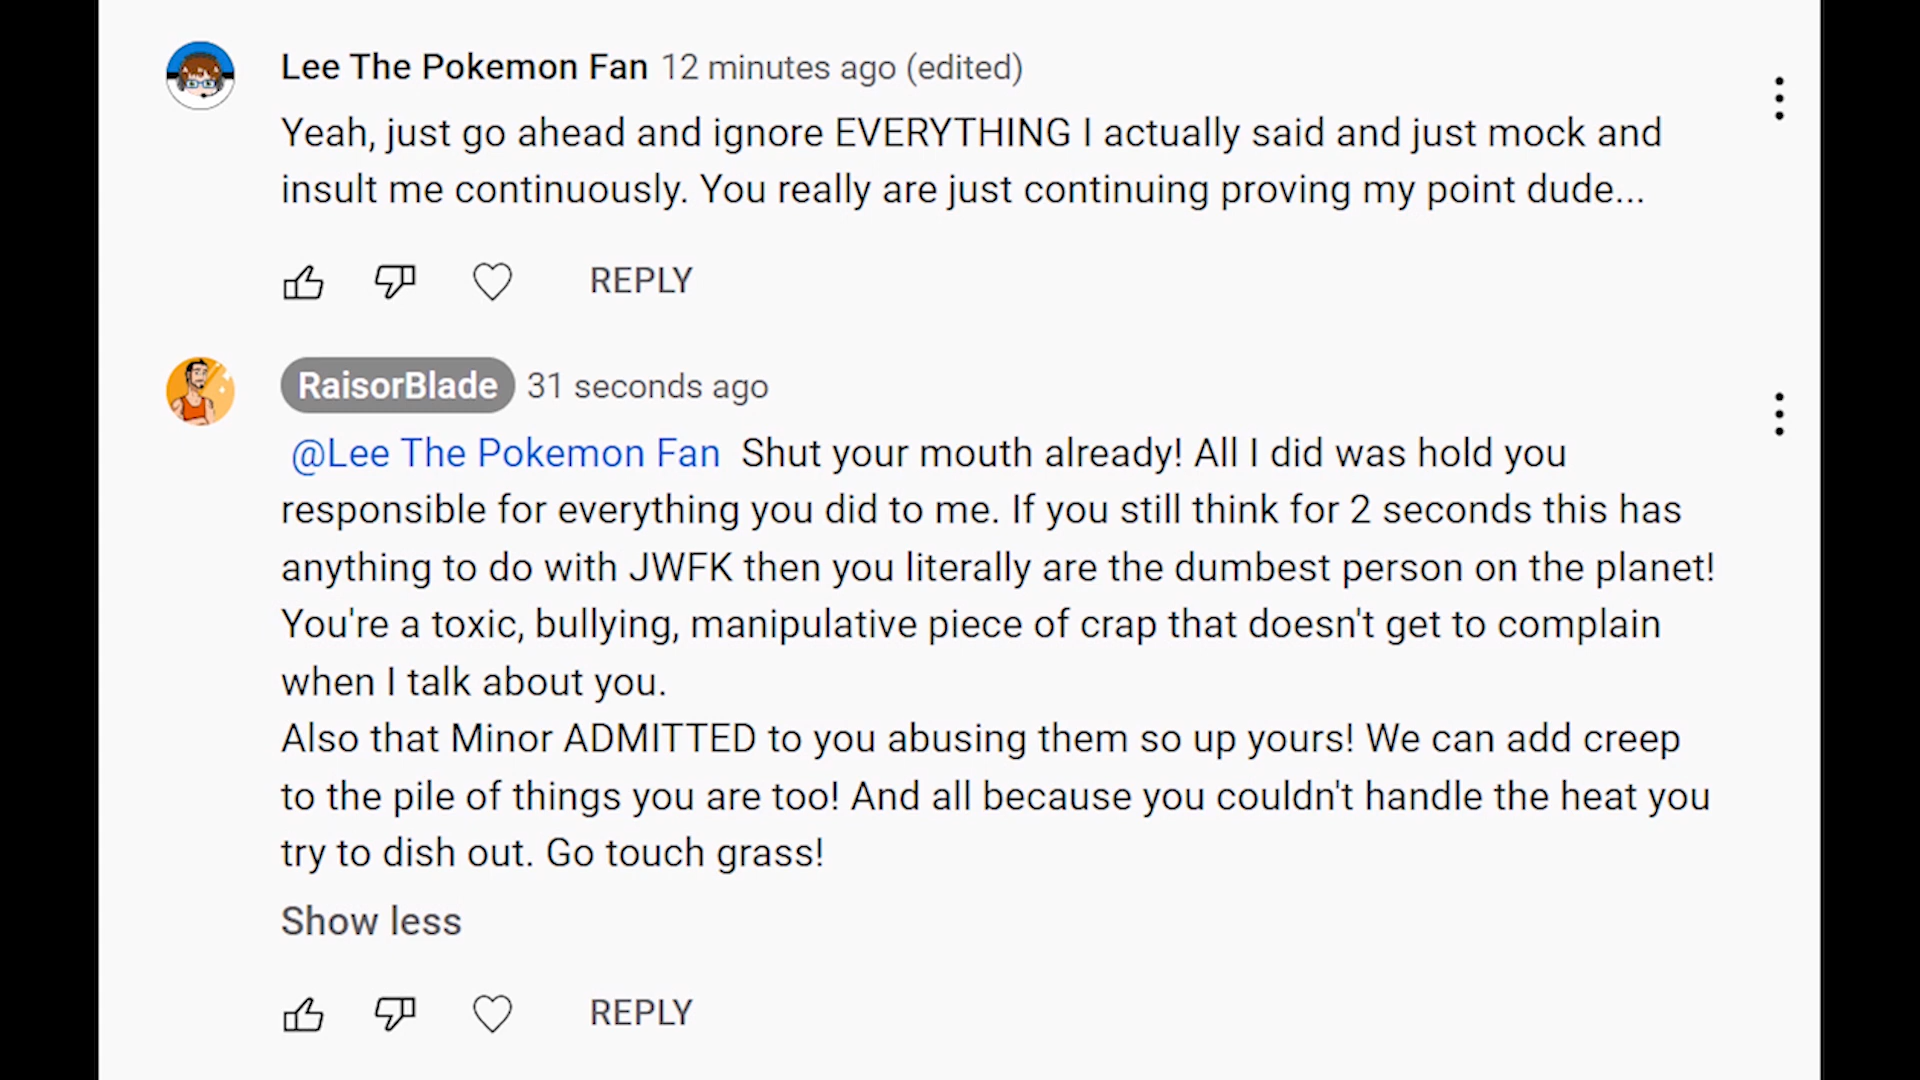 Lee The Pokemon Fan 12 minutes ago (edited)
Yeah, just go ahead and ignore EVERYTHING I actually said and just mock and
insult me continuously. You really are just continuing proving my point dude...
REPLY
RaisorBlade 31 seconds ago
@Lee The Pokemon Fan Shut your mouth already! All I did was hold you
responsible for everything you did to me. If you still think for 2 seconds this has
anything to do with JWFK then you literally are the dumbest person on the planet!
You're a toxic, bullying, manipulative piece of crap that doesn't get to complain
when I talk about you.
Also that Minor ADMITTED to you abusing them so up yours! We can add creep
to the pile of things you are too! And all because you couldn't handle the heat you
try to dish out. Go touch grass!
Show less
REPLY